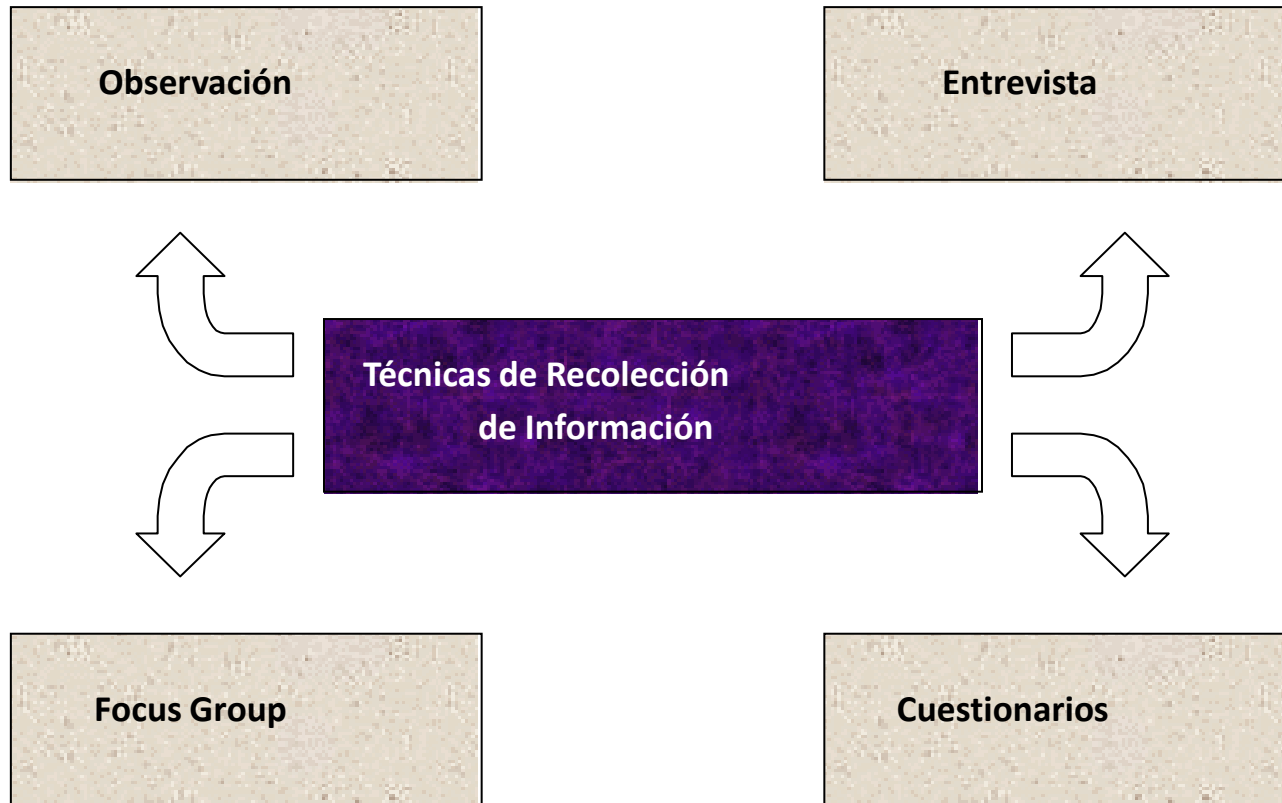 Observación
Entrevista
Técnicas de Recolección
de Información
Focus Group
Cuestionarios